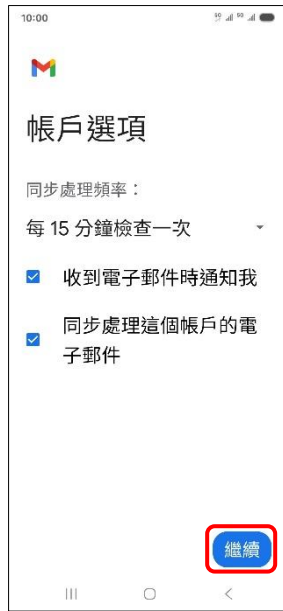 10:00
帳戶選項
同步處理頻率：
每 15 分鐘檢查一次
收到電子郵件時通知我
同步處理這個帳戶的電
子郵件
繼續